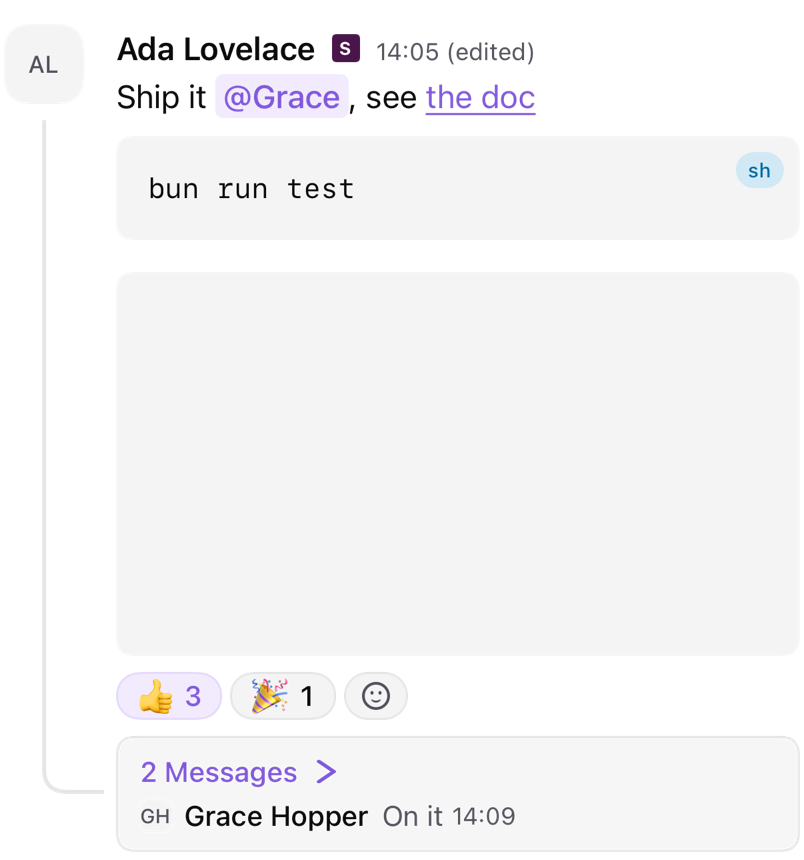 AL
Ada Lovelace S 14:05 (edited)
Ship it @Grace, see the doc
sh
bun run test
👍 3 🎉 1
2 Messages >
GH Grace Hopper On it 14:09